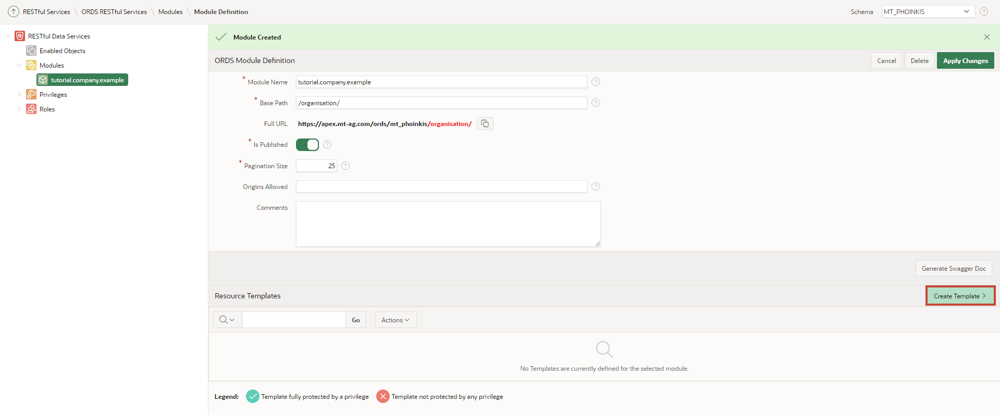 RESTful Services \ ORDS RESTful Services \ Modules \ Module Definition
Schema MT_PHOINKIS ?
RESTful Data Services
Enabled Objects
Modules
tutorial.company.example
Privileges
Roles
Module Created
ORDS Module Definition
Cancel Delete Apply Changes
* Module Name tutorial.company.example ?
* Base Path /organisation/ ?
Full URL https://apex.mt-ag.com/ords/mt_phoinkis/organisation/
* Is Published ?
* Pagination Size 25 ?
Origins Allowed ?
Comments
Generate Swagger Doc
Resource Templates
Create Template >
Go Actions
No Templates are currently defined for the selected module.
Legend: Template fully protected by a privilege Template not protected by any privilege